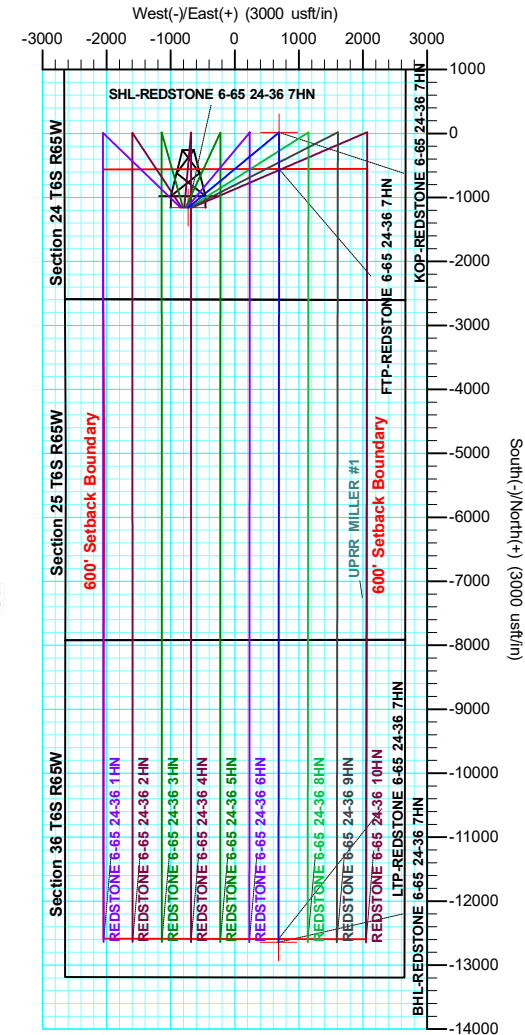 West(-)/East(+) (3000 usft/in)
-3000 -2000 -1000 0 1000 2000 3000
1000
0
-1000
-2000
-3000
-4000
-5000
-6000
-7000
-8000
-9000
-10000
-11000
-12000
-13000
-14000
South(-)/North(+) (3000 usft/in)
SHL-REDSTONE 6-65 24-36 7HN
KOP-REDSTONE 6-65 24-36 7HN
FTP-REDSTONE 6-65 24-36 7HN
Section 24 T6S R65W
Section 25 T6S R65W
600' Setback Boundary
UPRR MILLER #1
600' Setback Boundary
Section 36 T6S R65W
REDSTONE 6-65 24-36 1HN
REDSTONE 6-65 24-36 2HN
REDSTONE 6-65 24-36 3HN
REDSTONE 6-65 24-36 4HN
REDSTONE 6-65 24-36 5HN
REDSTONE 6-65 24-36 6HN
REDSTONE 6-65 24-36 8HN
REDSTONE 6-65 24-36 9HN
REDSTONE 6-65 24-36 10HN
LTP-REDSTONE 6-65 24-36 7HN
BHL-REDSTONE 6-65 24-36 7HN